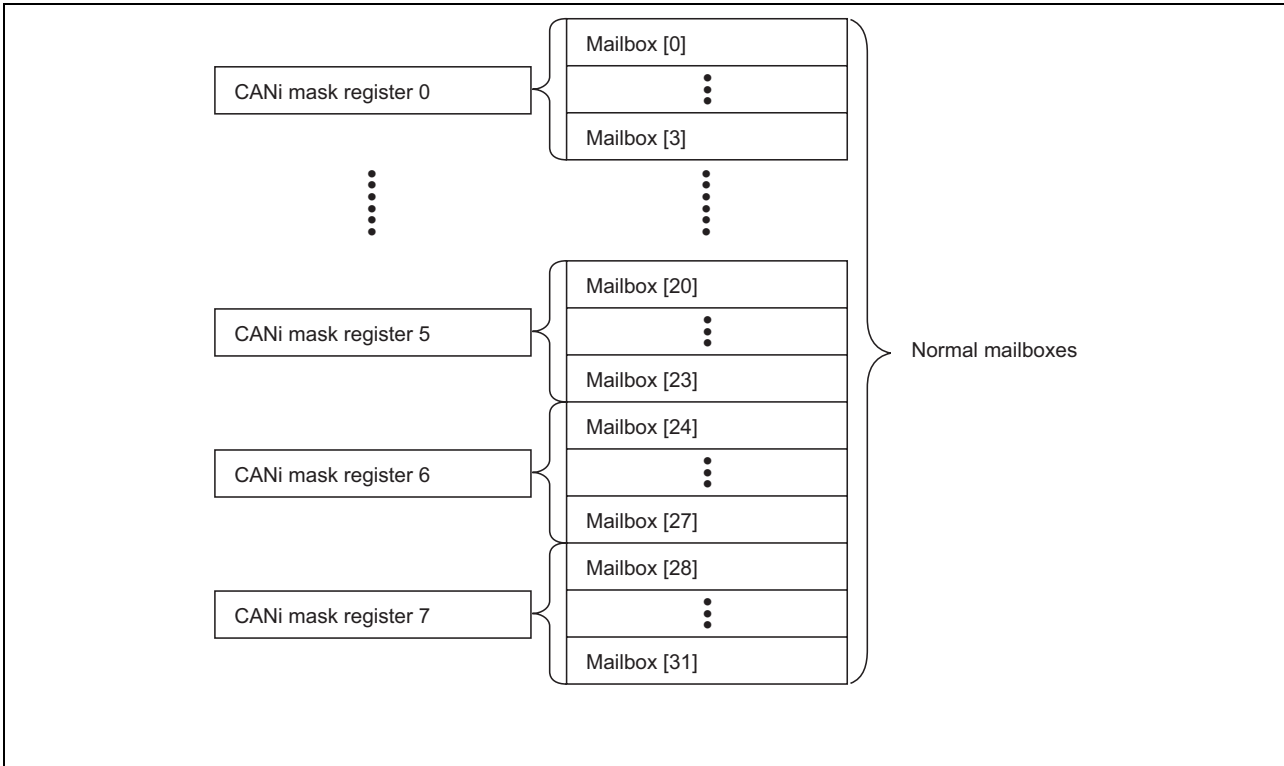 Mailbox [0]
CANi mask register 0
Mailbox [3]
Mailbox [20]
CANi mask register 5
Normal mailboxes
Mailbox [23]
Mailbox [24]
CANi mask register 6
Mailbox [27]
Mailbox [28]
CANi mask register 7
Mailbox [31]